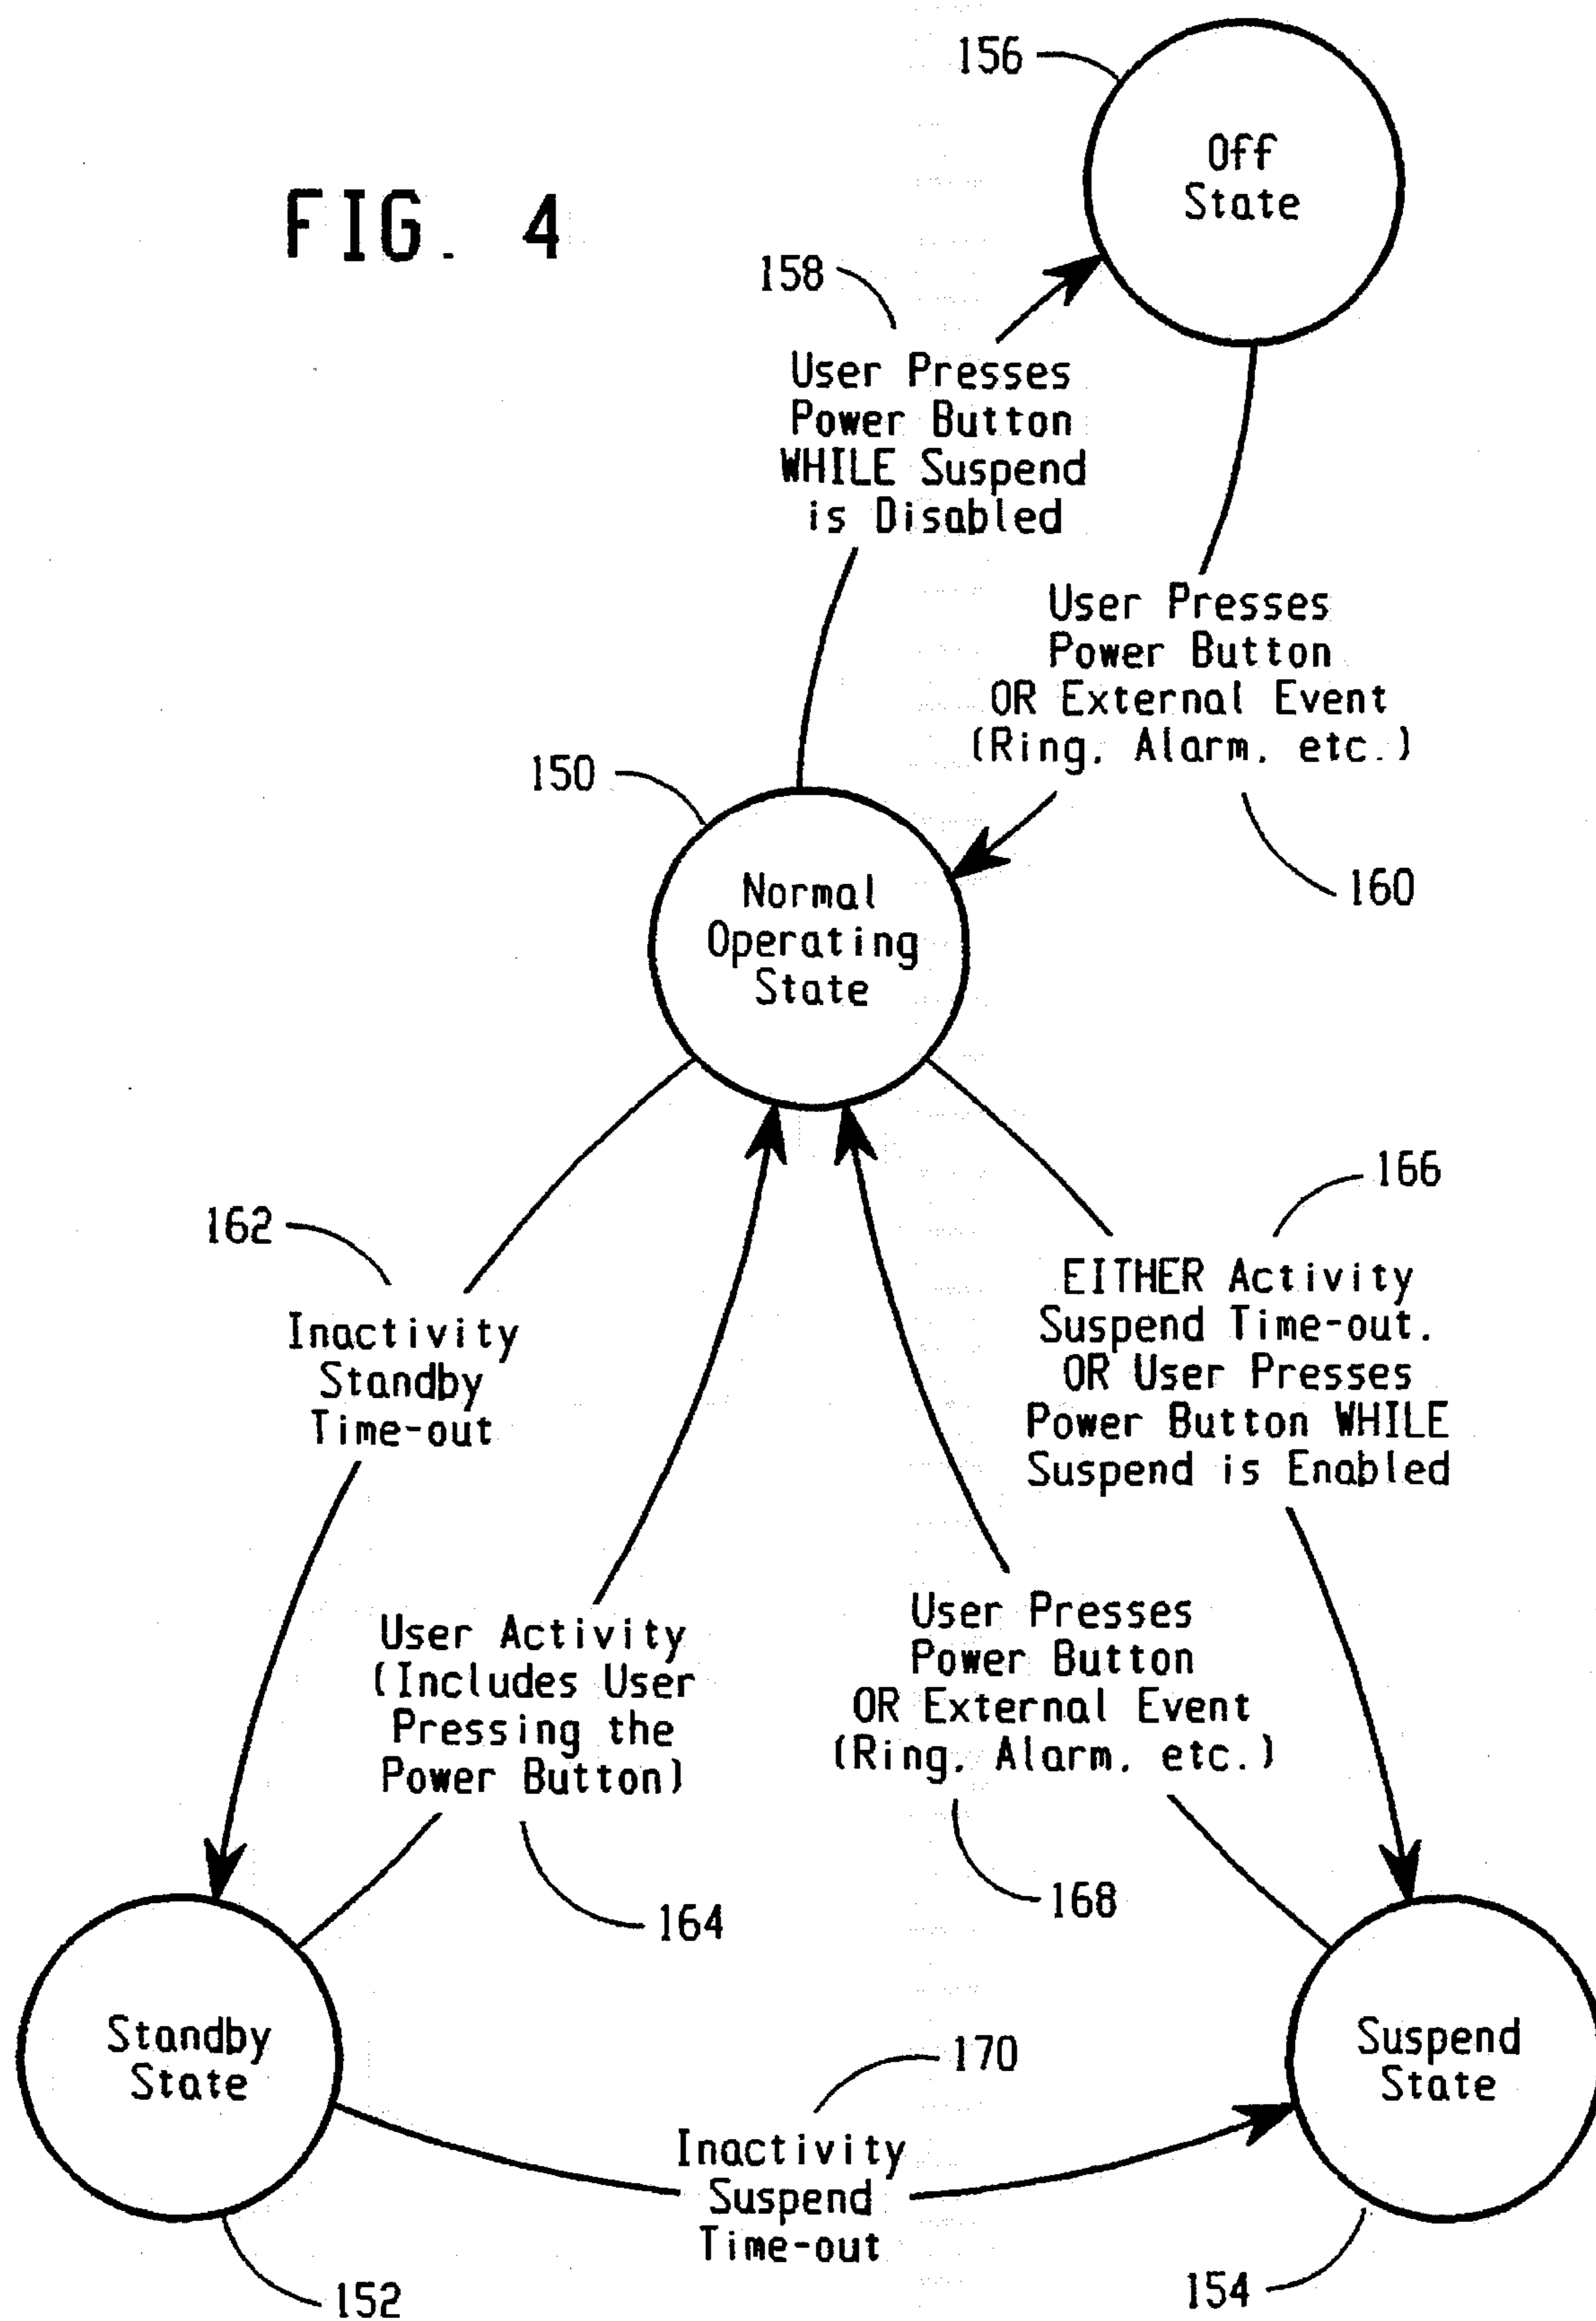 156
Off
State
FIG. 4
158
User Presses
Power Button
WHILE Suspend
is Disabled
User Presses
Power Button
OR External Event
(Ring, Alarm, etc.)
150
160
Normal
Operating
State
166
162
EITHER Activity
Suspend Time-out,
OR User Presses
Power Button WHILE
Suspend is Enabled
Inactivity
Standby
Time-out
User Activity
(Includes User
Pressing the
Power Button)
User Presses
Power Button
OR External Event
(Ring, Alarm, etc.)
164
168
Standby
State
170
Suspend
State
Inactivity
Suspend
Time-out
152
154